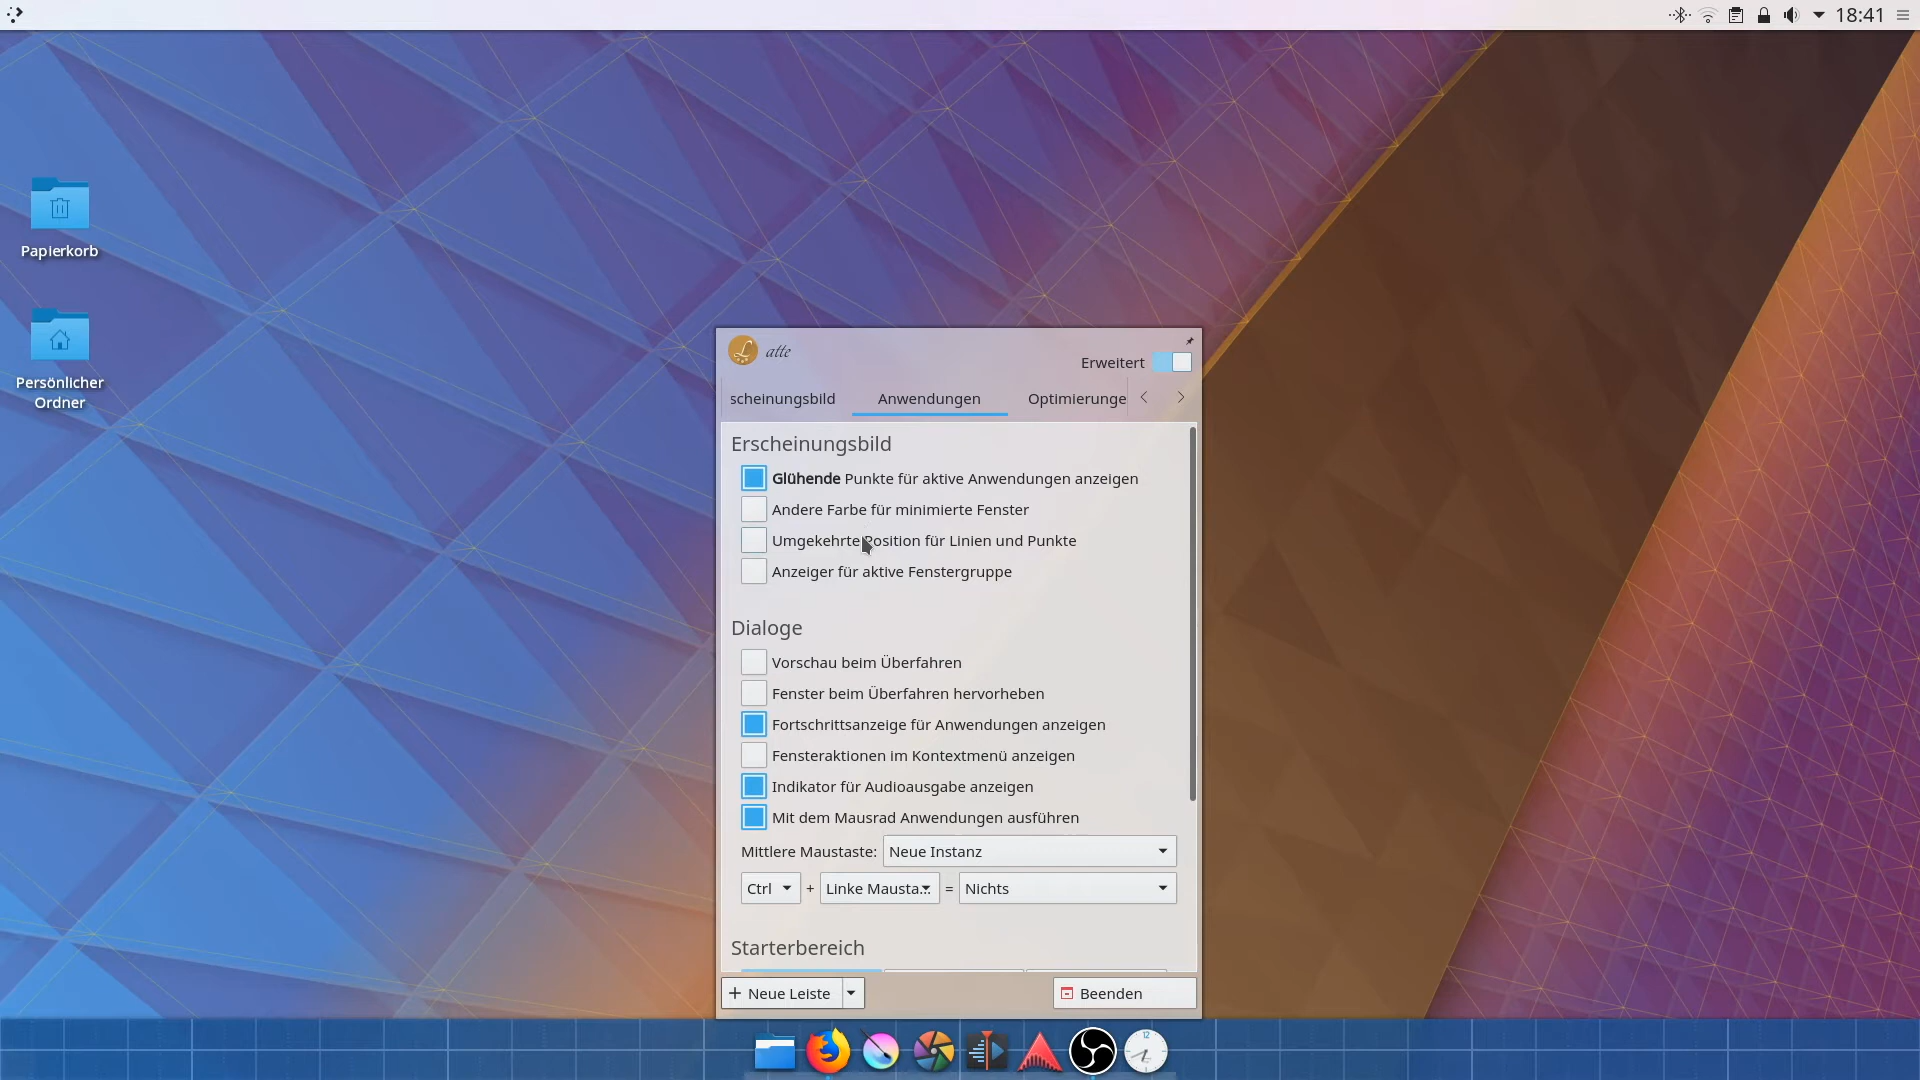 18:41
Papierkorb
Persönlicher
Ordner
L atte
Erweitert
scheinungsbild Anwendungen Optimierunge
Erscheinungsbild
Glühende Punkte für aktive Anwendungen anzeigen
Andere Farbe für minimierte Fenster
Umgekehrte Position für Linien und Punkte
Anzeiger für aktive Fenstergruppe
Dialoge
Vorschau beim Überfahren
Fenster beim Überfahren hervorheben
Fortschrittsanzeige für Anwendungen anzeigen
Fensteraktionen im Kontextmenü anzeigen
Indikator für Audioausgabe anzeigen
Mit dem Mausrad Anwendungen ausführen
Mittlere Maustaste: Neue Instanz
Ctrl + Linke Mausta... = Nichts
Starterbereich
+ Neue Leiste Beenden
12